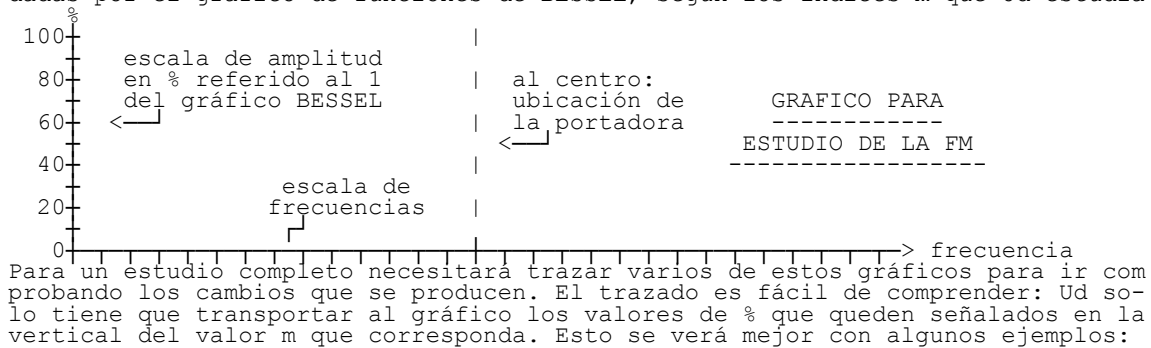 dadas por el gráfico de funciones de BESSEL, según los índices m que Ud estudia
%
100
escala de amplitud
80 en % referido al 1 al centro:
del gráfico BESSEL ubicación de GRAFICO PARA
60 < la portadora ------------
< ESTUDIO DE LA FM
40 ------------------
escala de
20 frecuencias
0 > frecuencia
Para un estudio completo necesitará trazar varios de estos gráficos para ir com
probando los cambios que se producen. El trazado es fácil de comprender: Ud so-
lo tiene que transportar al gráfico los valores de % que queden señalados en la
vertical del valor m que corresponda. Esto se verá mejor con algunos ejemplos: